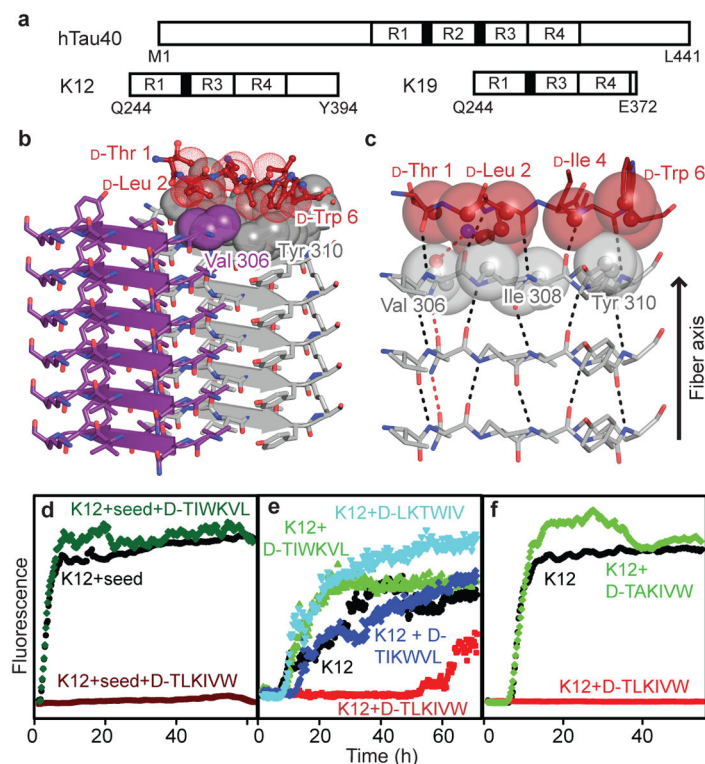 a
hTau40 R1 R2 R3 R4
M1 L441
K12 R1 R3 R4 K19 R1 R3 R4
Q244 Y394 Q244 E372
b
D-Thr 1
D-Leu 2
D-Trp 6
Val 306
Tyr 310
c
D-Thr 1 D-Leu 2 D-Ile 4 D-Trp 6
Val 306 Ile 308 Tyr 310
Fiber axis
Fluorescence
d K12+seed+D-TIWKVL
K12+seed
K12+seed+D-TLKIVW
0 20 40
e K12+D-LKTWIV
K12+
D-TIWKVL
K12 + D-
TIKWVL
K12
K12+D-TLKIVW
0 20 40 60
f
K12
K12+
D-TAKIVW
K12+D-TLKIVW
0 20 40
Time (h)